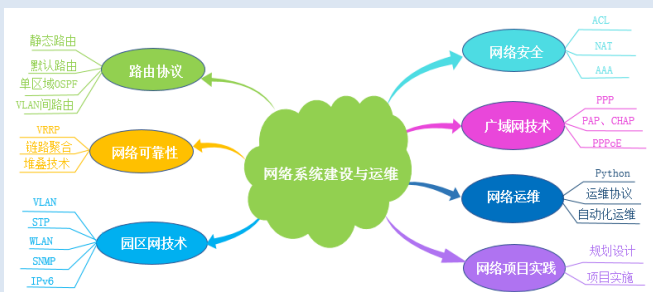 网络系统建设与运维
路由协议
静态路由
默认路由
单区域OSPF
VLAN间路由
网络可靠性
VRRP
链路聚合
堆叠技术
园区网技术
VLAN
STP
WLAN
SNMP
IPv6
网络安全
ACL
NAT
AAA
广域网技术
PPP
PAP、CHAP
PPPoE
网络运维
Python
运维协议
自动化运维
网络项目实践
规划设计
项目实施